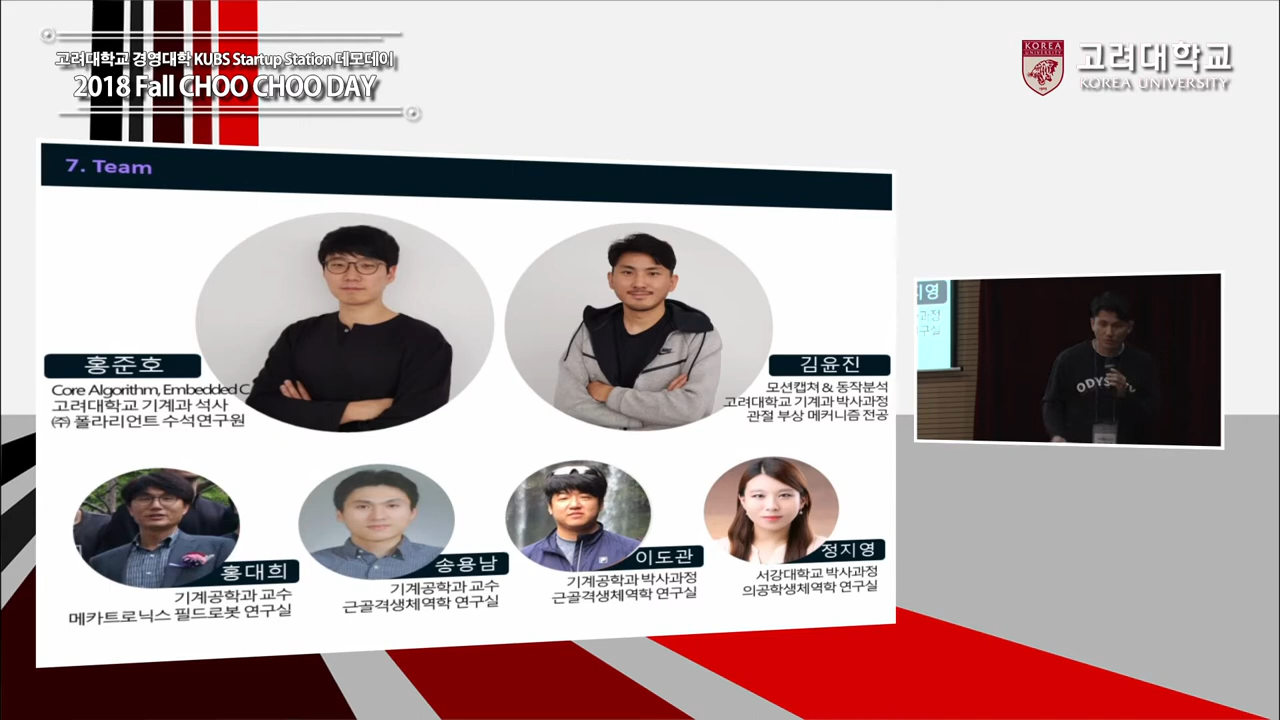 고려대학교 경영대학 KUBS Startup Station 데모데이
2018 Fall CHOO CHOO DAY
KOREA
UNIVERSITY
고려대학교
KOREA UNIVERSITY
7. Team
홍준호
Core Algorithm, Embedded C
고려대학교 기계과 석사
㈜ 폴라리언트 수석연구원
김윤진
모션캡쳐 & 동작분석
고려대학교 기계과 박사과정
관절 부상 메커니즘 전공
홍대희
기계공학과 교수
메카트로닉스 필드로봇 연구실
송용남
기계공학과 교수
근골격생체역학 연구실
이도관
기계공학과 박사과정
근골격생체역학 연구실
정지영
서강대학교 박사과정
의공학생체역학 연구실
지영
과정
구실